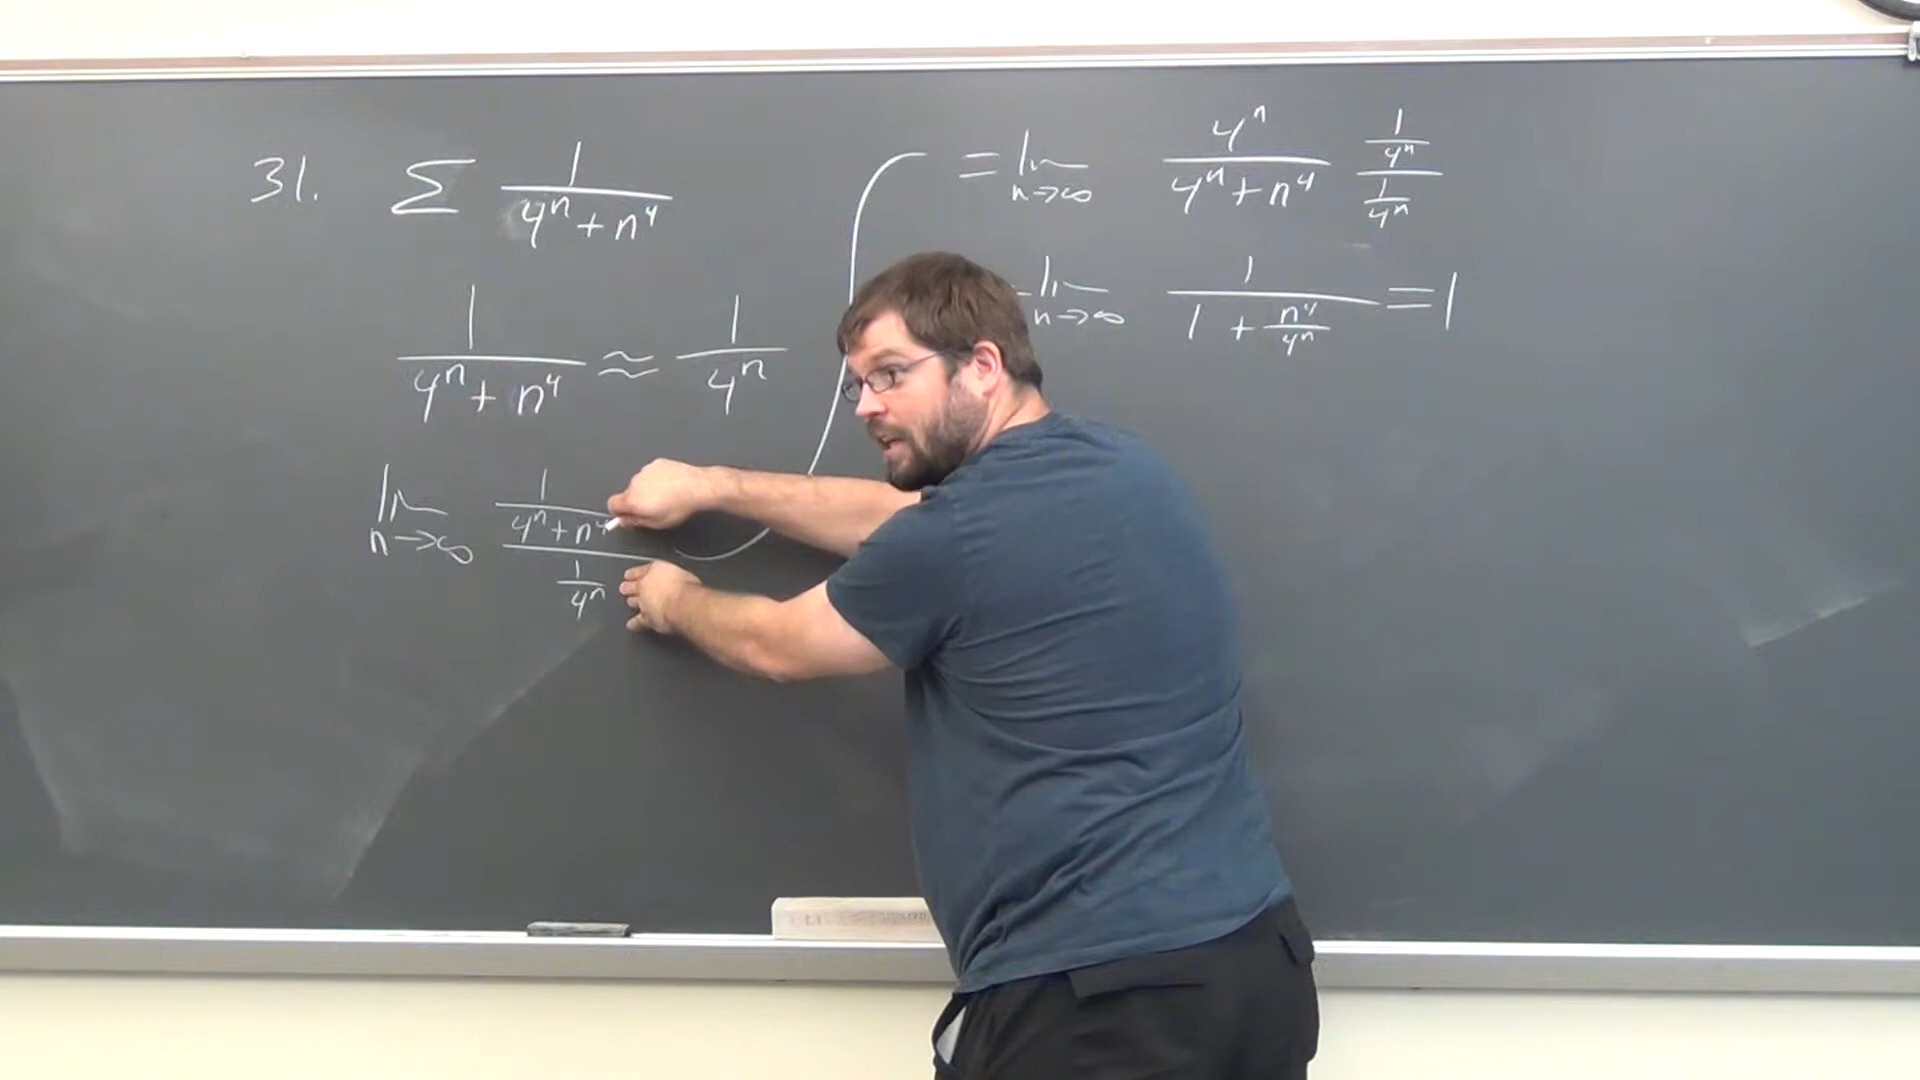 31. Σ 1/(4^n + n^4)
1/(4^n + n^4) ≈ 1/4^n
lim n→∞ (1/(4^n + n^4))/(1/4^n)
= lim n→∞ 4^n/(4^n + n^4) (1/4^n)/(1/4^n)
lim n→∞ 1/(1 + n^4/4^n) = 1